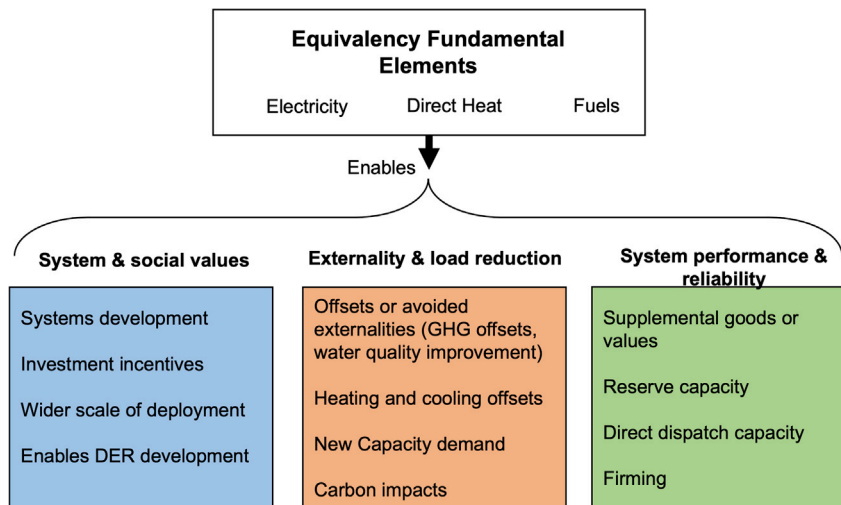 Equivalency Fundamental
Elements
Electricity Direct Heat Fuels
Enables
System & social values
Systems development
Investment incentives
Wider scale of deployment
Enables DER development
Externality & load reduction
Offsets or avoided
externalities (GHG offsets,
water quality improvement)
Heating and cooling offsets
New Capacity demand
Carbon impacts
System performance &
reliability
Supplemental goods or
values
Reserve capacity
Direct dispatch capacity
Firming